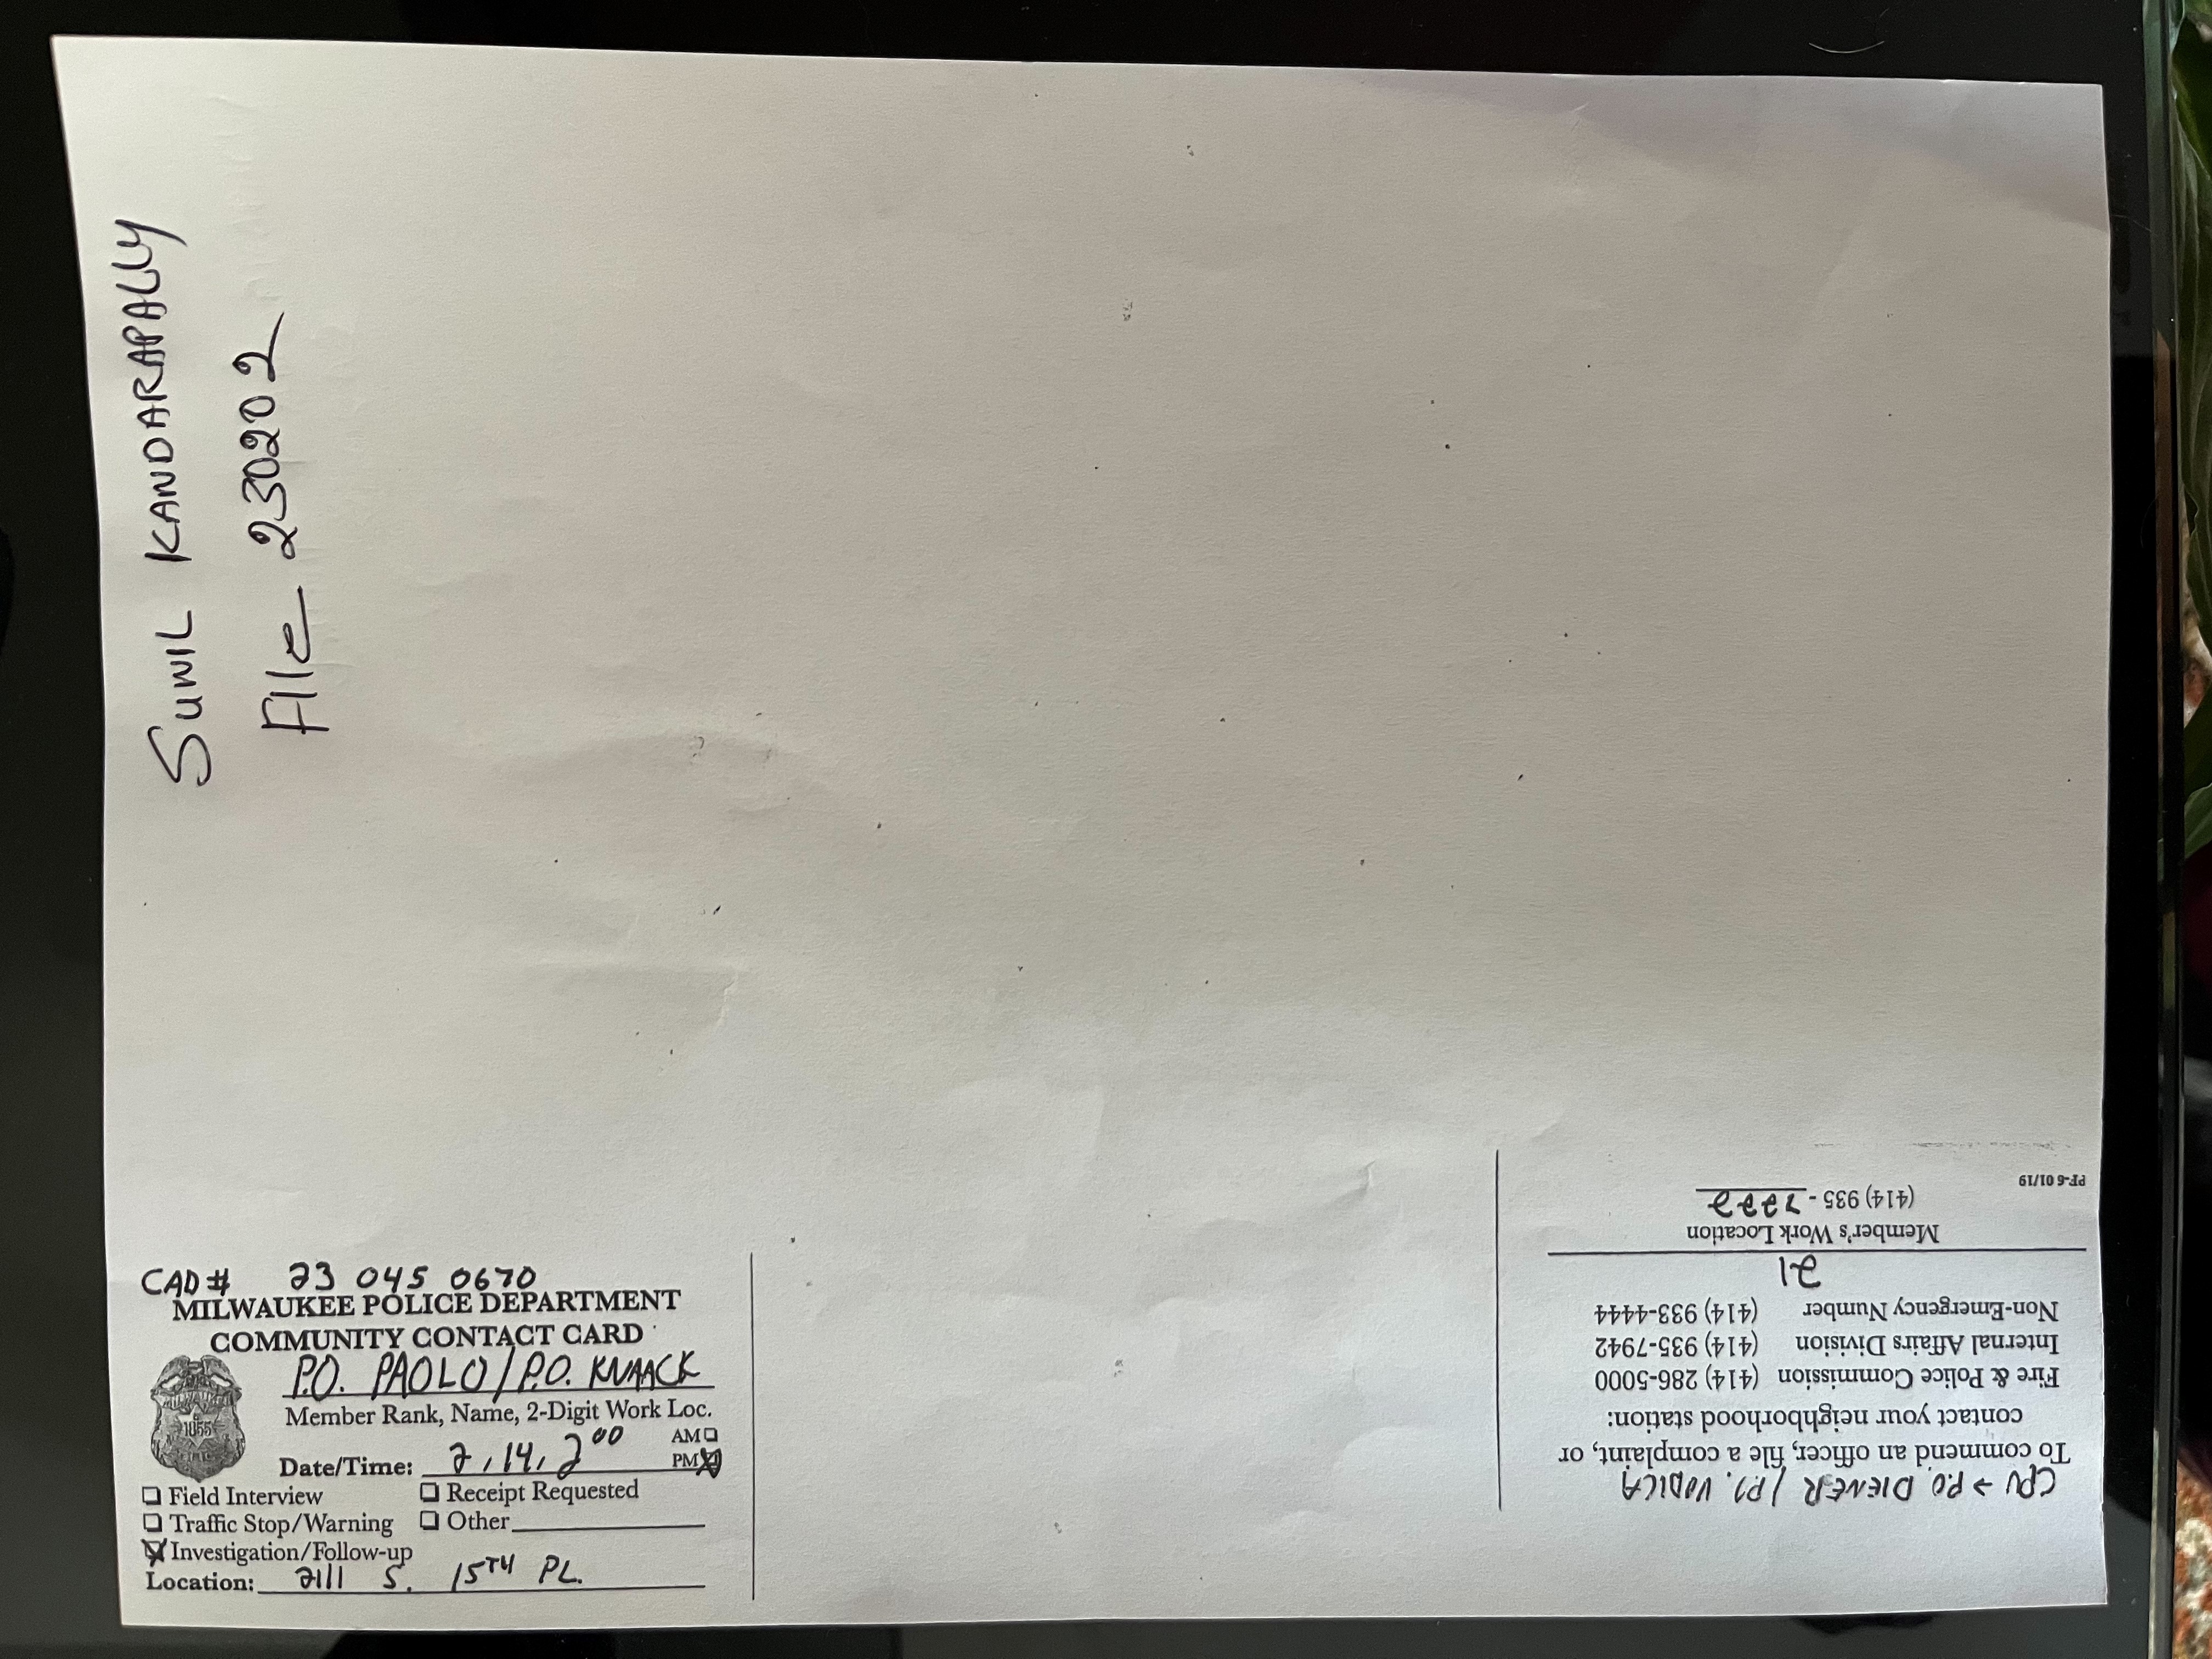 SUNIL KANDARAPALLY
File 230202
CAD# 23 045 0670
MILWAUKEE POLICE DEPARTMENT
COMMUNITY CONTACT CARD
P.O. PAOLO/P.O. KNAACK
Member Rank, Name, 2-Digit Work Loc.
MILWAUKEE
1855
POLICE
AM ☐
Date/Time: 2, 14, 2⁰⁰ PM ☒
☐ Field Interview ☐ Receipt Requested
☐ Traffic Stop/Warning ☐ Other
☒ Investigation/Follow-up
Location: 2111 S. 15TH PL.
CPU → P.O. DIENER / P.O. VODICA
To commend an officer, file a complaint, or
contact your neighborhood station:
Fire & Police Commission (414) 286-5000
Internal Affairs Division (414) 935-7942
Non-Emergency Number (414) 933-4444
21
Member's Work Location
(414) 935 - 7222
PF-6 01/19